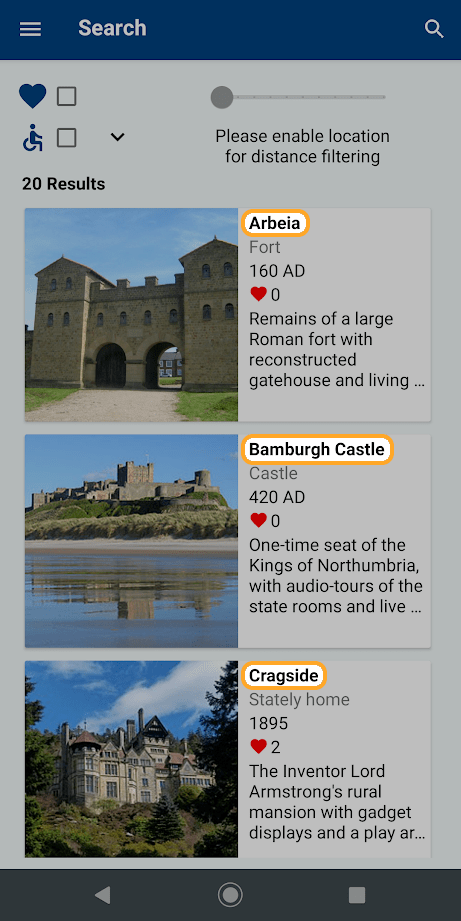 Search
Please enable location
for distance filtering
20 Results
Arbeia
Fort
160 AD
0
Remains of a large
Roman fort with
reconstructed
gatehouse and living ...
Bamburgh Castle
Castle
420 AD
0
One-time seat of the
Kings of Northumbria,
with audio-tours of the
state rooms and live ...
Cragside
Stately home
1895
2
The Inventor Lord
Armstrong's rural
mansion with gadget
displays and a play ar...